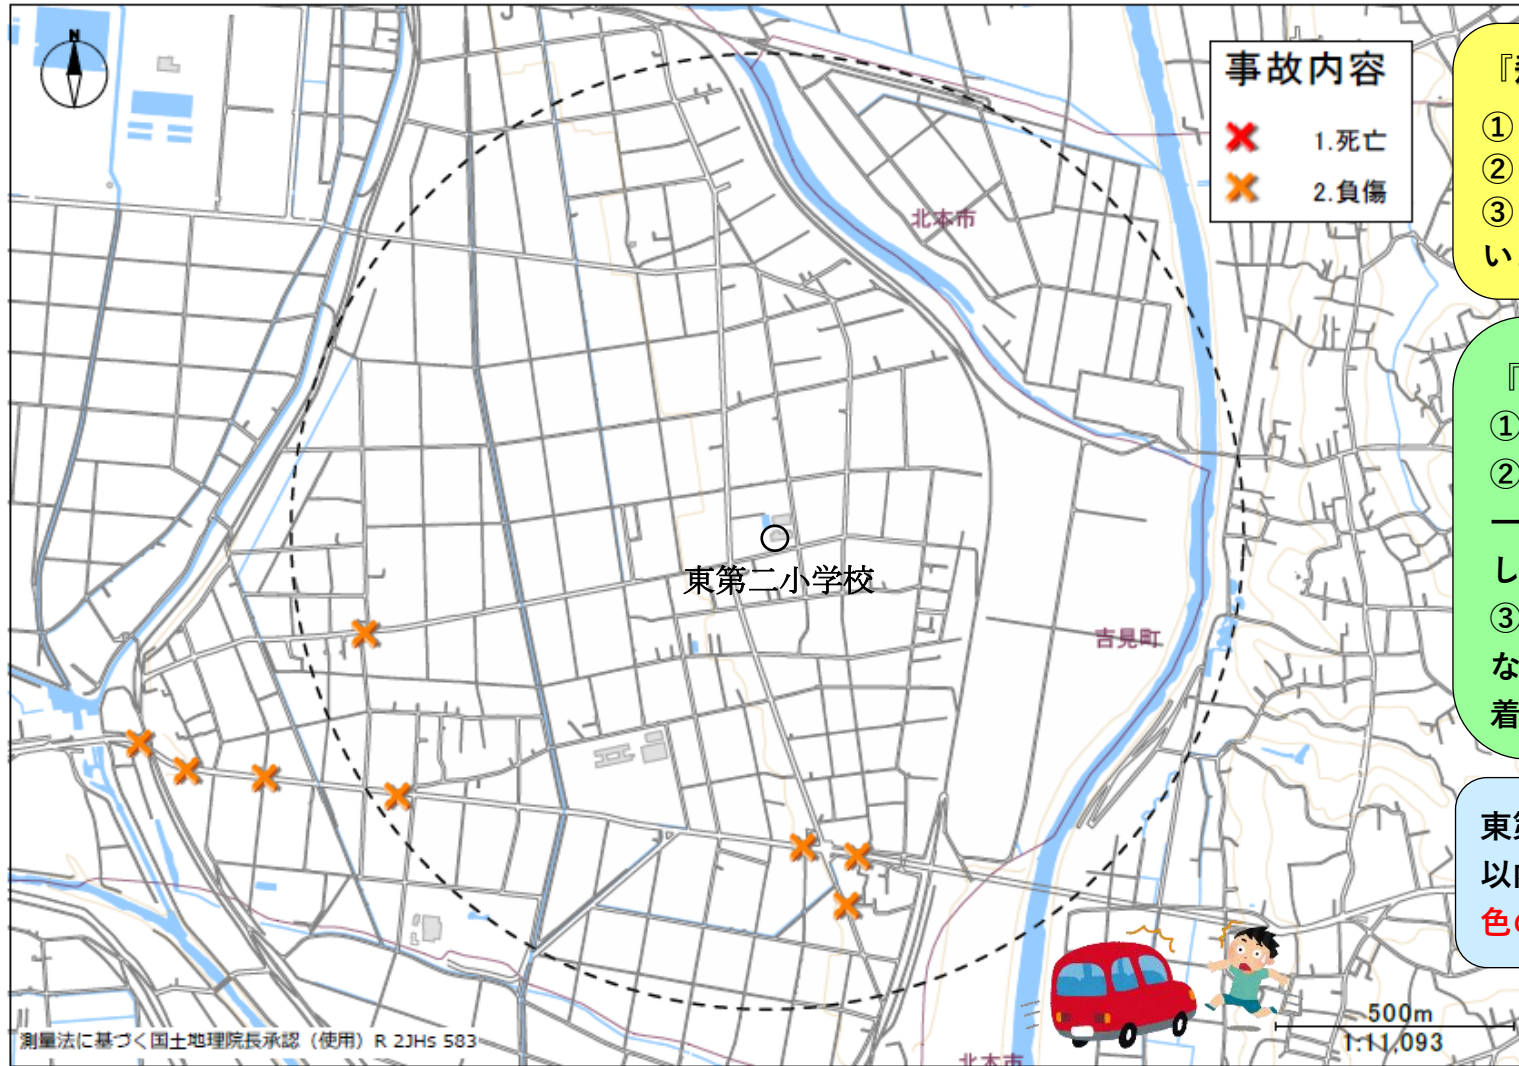 N
事故内容
1.死亡
2.負傷
北本市
東第二小学校
吉見町
北本市
500m
1:11,093
測量法に基づく国土地理院長承認（使用）R 2JHs 583
①
②
③
い
『
①
②
ー
し
③
な
着
東
以
色